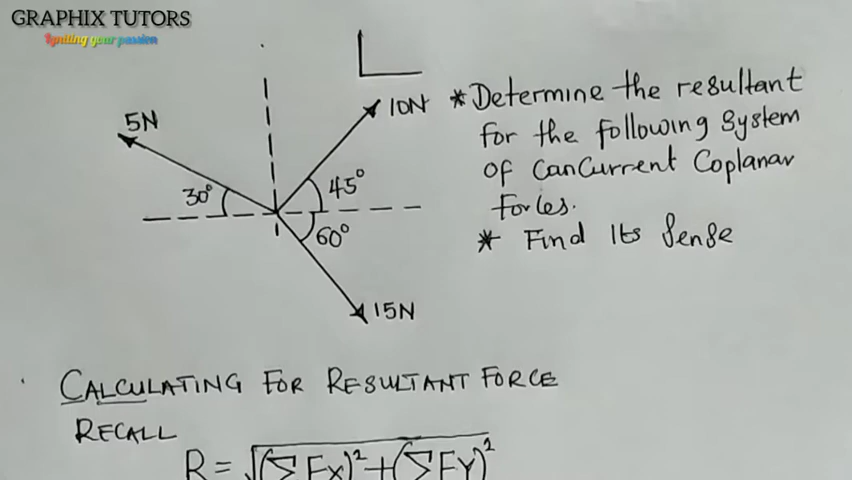 GRAPHIX TUTORS
Igniting your passion
5N
10N
30°
45°
60°
15N
* Determine the resultant
for the following System
of Concurrent Coplanar
forces.
* Find Its Sense
CALCULATING FOR RESULTANT FORCE
RECALL
R = √(ΣFx)² + (ΣFy)²